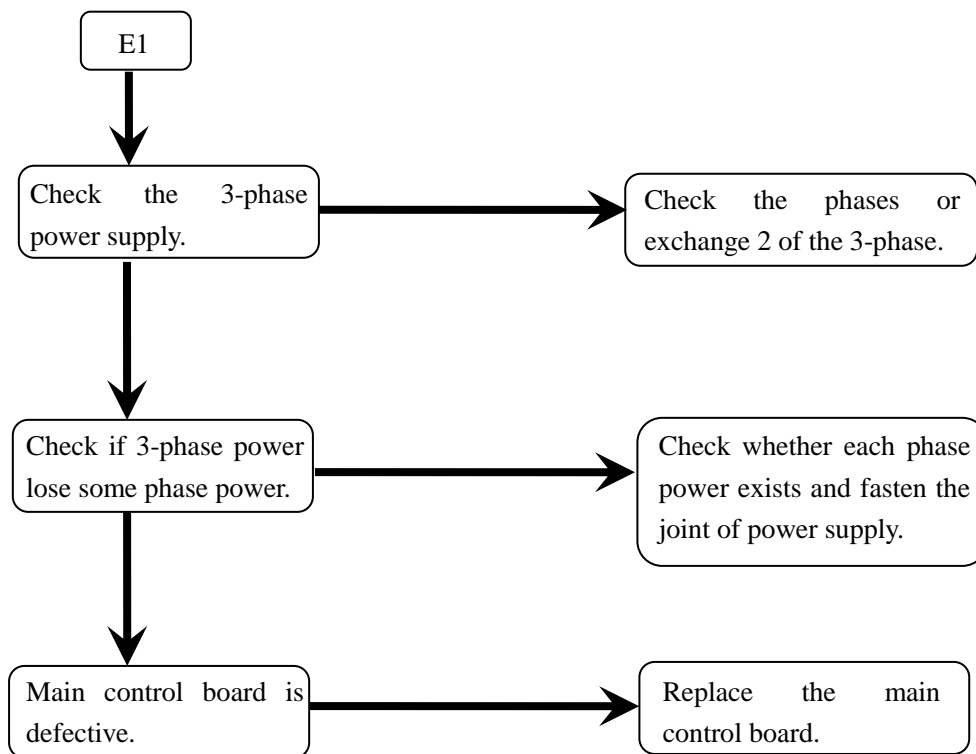 E1
Check the 3-phase
power supply.
Check the phases or
exchange 2 of the 3-phase.
Check if 3-phase power
lose some phase power.
Check whether each phase
power exists and fasten the
joint of power supply.
Main control board is
defective.
Replace the main
control board.